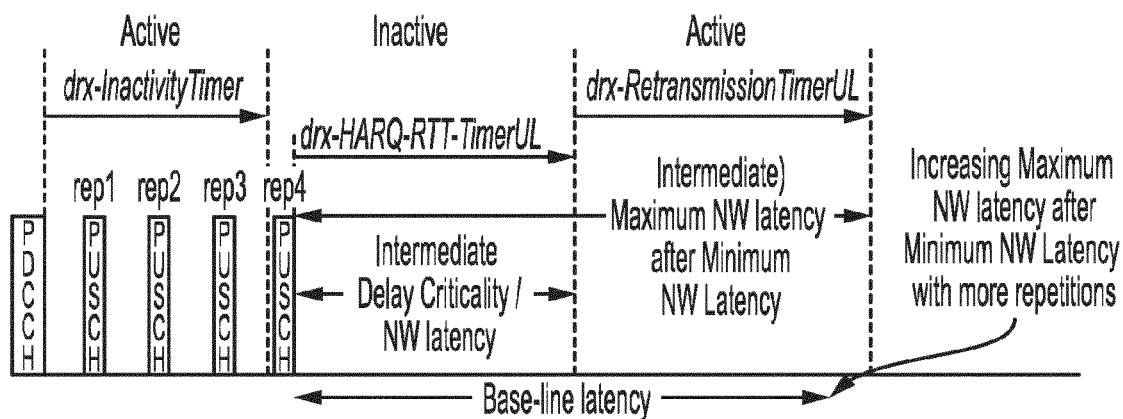 Active
Inactive
Active
drx-InactivityTimer
drx-RetransmissionTimerUL
drx-HARQ-RTT-TimerUL
rep1
rep2
rep3
rep4
PDCCH
PUSCH
PUSCH
PUSCH
PUSCH
Intermediate
Delay Criticality /
NW latency
Intermediate)
Maximum NW latency
after Minimum
NW Latency
Increasing Maximum
NW latency after
Minimum NW Latency
with more repetitions
Base-line latency